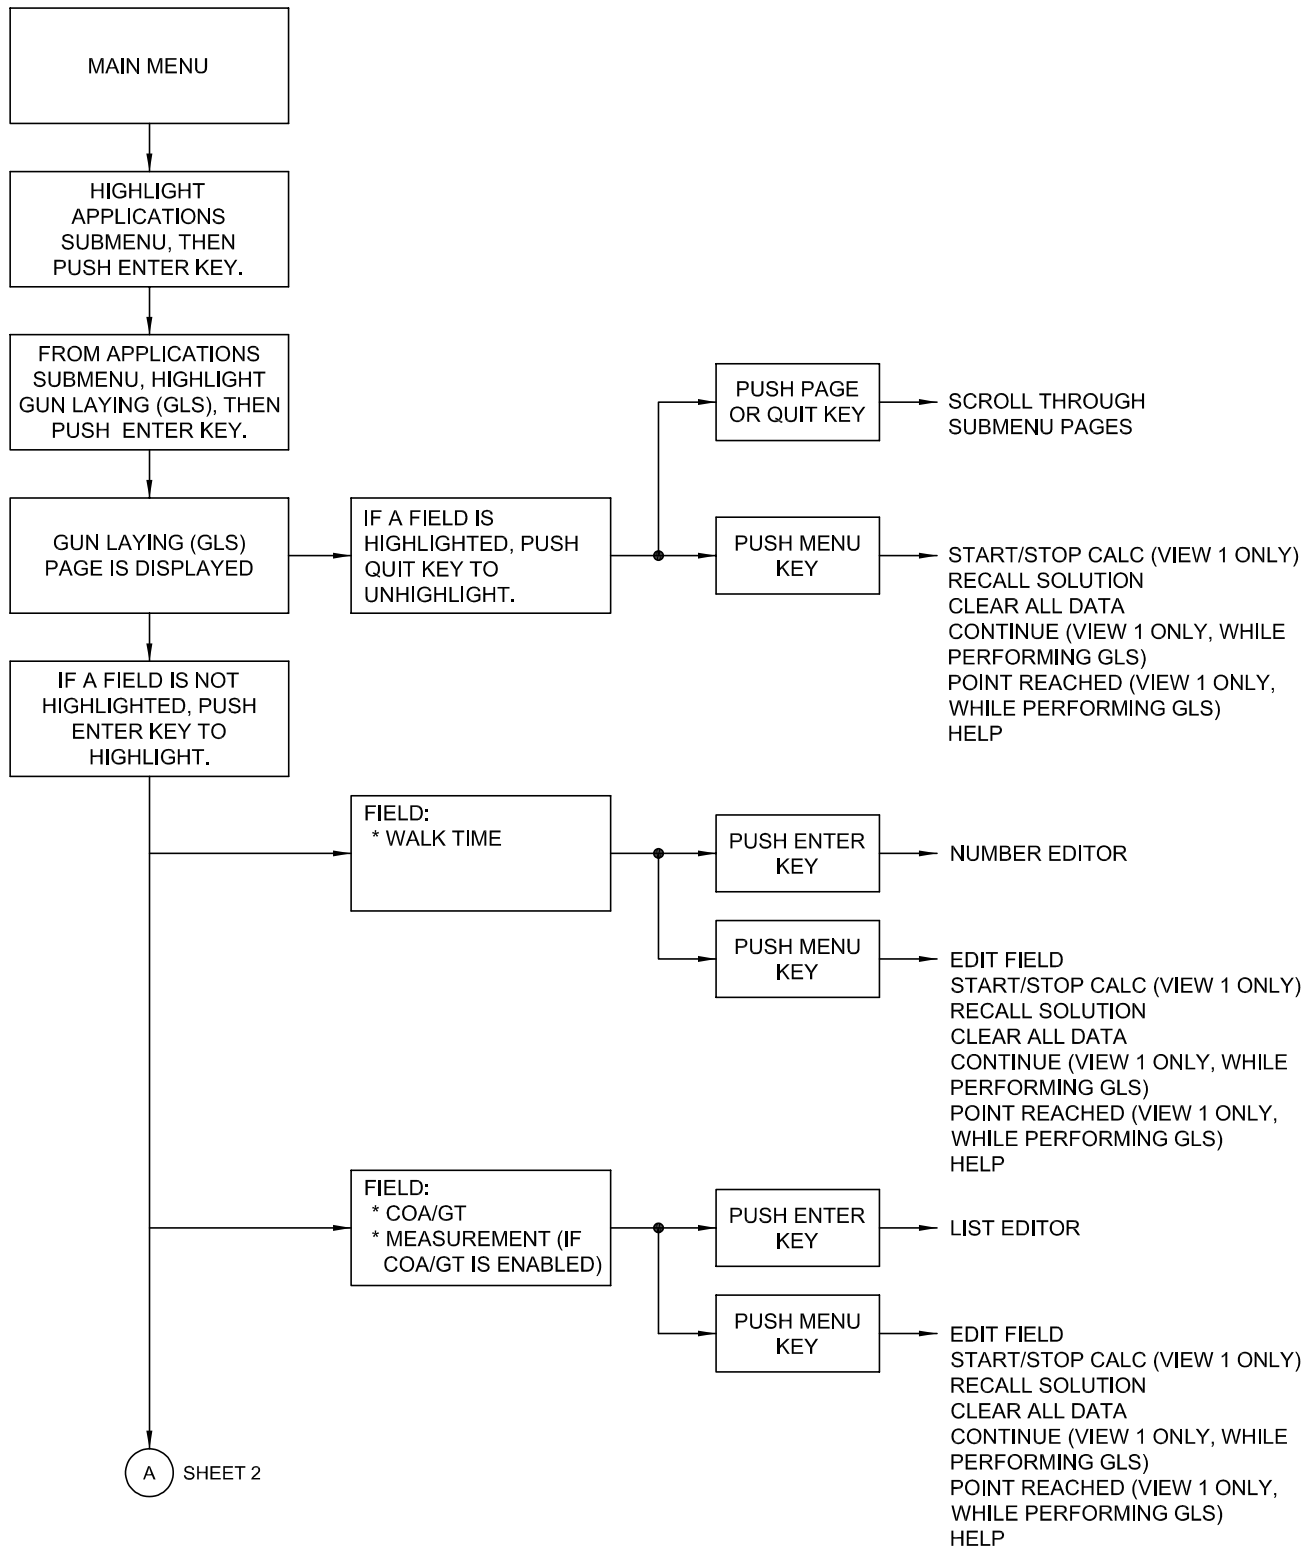 MAIN MENU
HIGHLIGHT
APPLICATIONS
SUBMENU, THEN
PUSH ENTER KEY.
FROM APPLICATIONS
SUBMENU, HIGHLIGHT
GUN LAYING (GLS), THEN
PUSH ENTER KEY.
GUN LAYING (GLS)
PAGE IS DISPLAYED
IF A FIELD IS
HIGHLIGHTED, PUSH
QUIT KEY TO
UNHIGHLIGHT.
PUSH PAGE
OR QUIT KEY
SCROLL THROUGH
SUBMENU PAGES
PUSH MENU
KEY
START/STOP CALC (VIEW 1 ONLY)
RECALL SOLUTION
CLEAR ALL DATA
CONTINUE (VIEW 1 ONLY, WHILE
PERFORMING GLS)
POINT REACHED (VIEW 1 ONLY,
WHILE PERFORMING GLS)
HELP
IF A FIELD IS NOT
HIGHLIGHTED, PUSH
ENTER KEY TO
HIGHLIGHT.
FIELD:
* WALK TIME
PUSH ENTER
KEY
NUMBER EDITOR
PUSH MENU
KEY
EDIT FIELD
START/STOP CALC (VIEW 1 ONLY)
RECALL SOLUTION
CLEAR ALL DATA
CONTINUE (VIEW 1 ONLY, WHILE
PERFORMING GLS)
POINT REACHED (VIEW 1 ONLY,
WHILE PERFORMING GLS)
HELP
FIELD:
* COA/GT
* MEASUREMENT (IF
COA/GT IS ENABLED)
PUSH ENTER
KEY
LIST EDITOR
PUSH MENU
KEY
EDIT FIELD
START/STOP CALC (VIEW 1 ONLY)
RECALL SOLUTION
CLEAR ALL DATA
CONTINUE (VIEW 1 ONLY, WHILE
PERFORMING GLS)
POINT REACHED (VIEW 1 ONLY,
WHILE PERFORMING GLS)
HELP
A SHEET 2